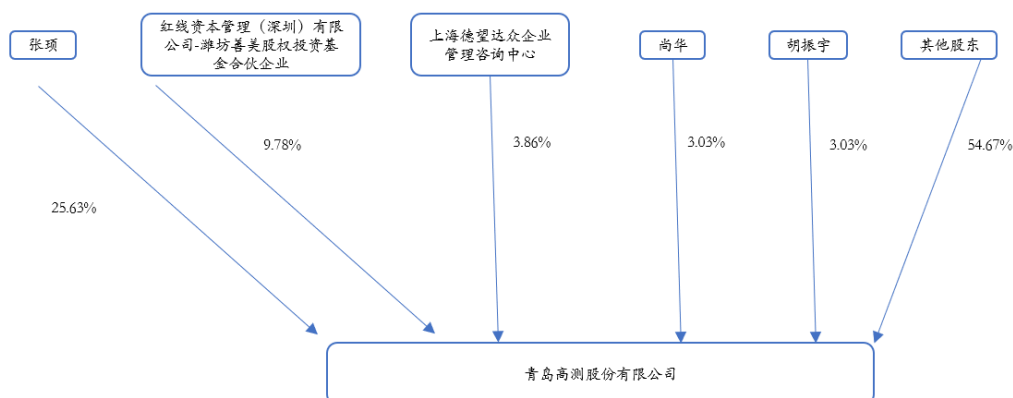 张顼
红线资本管理（深圳）有限
公司-潍坊善美股权投资基
金合伙企业
上海德望达众企业
管理咨询中心
尚华
胡振宇
其他股东
25.63%
9.78%
3.86%
3.03%
3.03%
54.67%
青岛高测股份有限公司